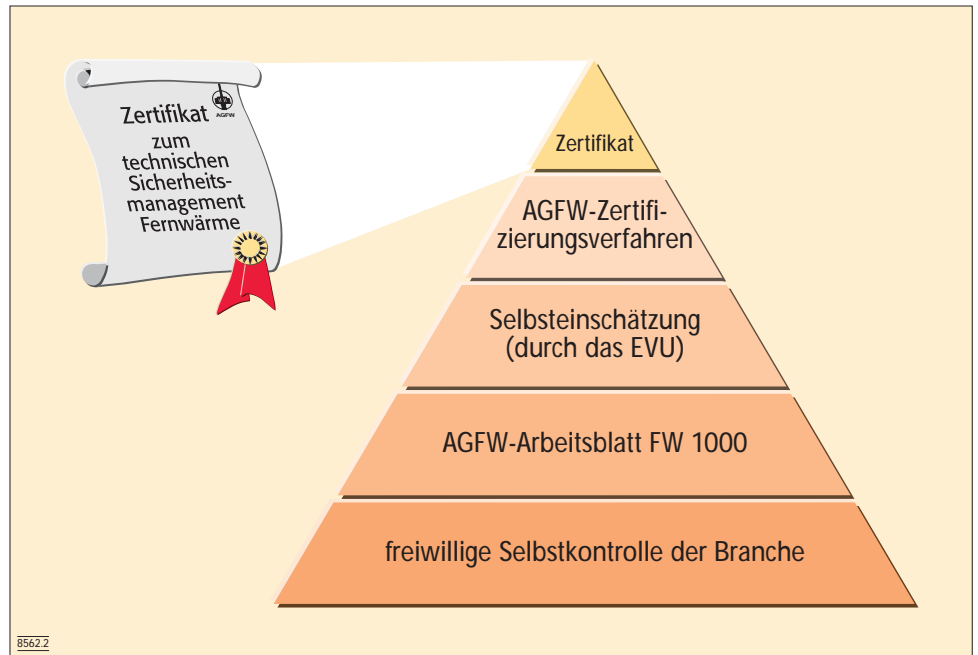 Zertifikat
AGFW
zum
technischen
Sicherheits-
management
Fernwärme
Zertifikat
AGFW-Zertifi-
zierungsverfahren
Selbsteinschätzung
(durch das EVU)
AGFW-Arbeitsblatt FW 1000
freiwillige Selbstkontrolle der Branche
8562.2